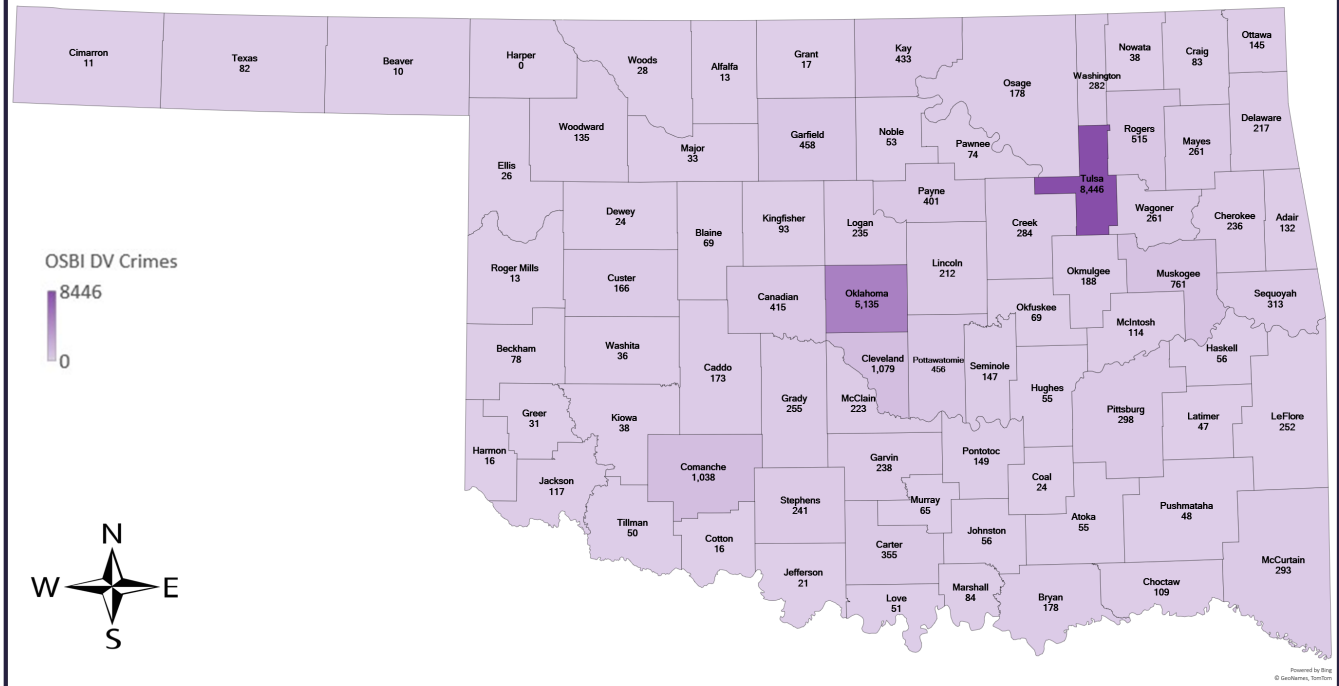 Cimarron
11
Texas
82
Beaver
10
Harper
0
Woods
28
Alfalfa
13
Grant
17
Kay
433
Osage
178
Washington
282
Nowata
38
Craig
83
Ottawa
145
Ellis
26
Woodward
135
Major
33
Garfield
458
Noble
53
Pawnee
74
Tulsa
8,446
Rogers
515
Mayes
261
Delaware
217
Dewey
24
Blaine
69
Kingfisher
93
Logan
235
Payne
401
Creek
284
Wagoner
261
Cherokee
236
Adair
132
OSBI DV Crimes
8446
0
Roger Mills
13
Custer
166
Canadian
415
Oklahoma
5,135
Lincoln
212
Okfuskee
69
Okmulgee
188
Muskogee
761
McIntosh
114
Sequoyah
313
Beckham
78
Washita
36
Caddo
173
Grady
255
Cleveland
1,079
McClain
223
Pottawatomie
456
Seminole
147
Hughes
55
Haskell
56
Pittsburg
298
Latimer
47
LeFlore
252
Harmon
16
Greer
31
Kiowa
38
Jackson
117
Comanche
1,038
Tillman
50
Cotton
16
Stephens
241
Garvin
238
Murray
65
Pontotoc
149
Coal
24
Atoka
55
Pushmataha
48
McCurtain
293
Jefferson
21
Carter
355
Johnston
56
Love
51
Marshall
84
Bryan
178
Choctaw
109
N
W E
S
Powered by Bing
© GeoNames, TomTom